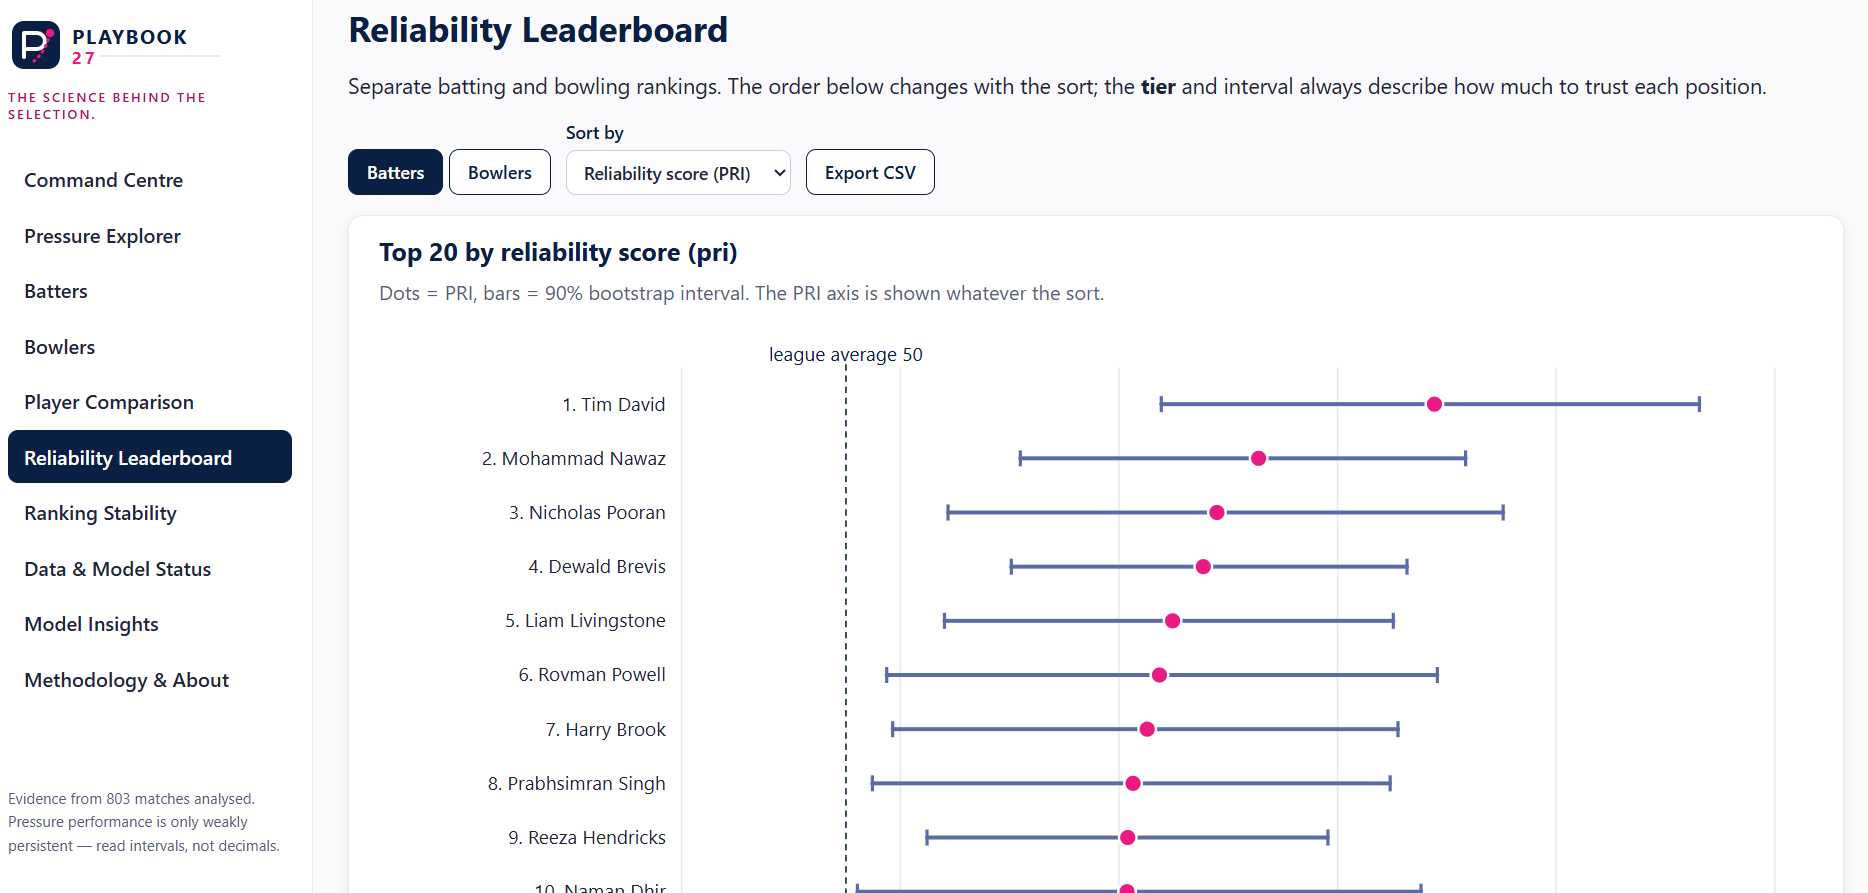 PLAYBOOK
27
THE SCIENCE BEHIND THE
SELECTION.
Command Centre
Pressure Explorer
Batters
Bowlers
Player Comparison
Reliability Leaderboard
Ranking Stability
Data & Model Status
Model Insights
Methodology & About
Evidence from 803 matches analysed.
Pressure performance is only weakly
persistent — read intervals, not decimals.
Reliability Leaderboard
Separate batting and bowling rankings. The order below changes with the sort; the tier and interval always describe how much to trust each position.
Sort by
Batters
Bowlers
Reliability score (PRI)
Export CSV
Top 20 by reliability score (pri)
Dots = PRI, bars = 90% bootstrap interval. The PRI axis is shown whatever the sort.
league average 50
1. Tim David
2. Mohammad Nawaz
3. Nicholas Pooran
4. Dewald Brevis
5. Liam Livingstone
6. Rovman Powell
7. Harry Brook
8. Prabhsimran Singh
9. Reeza Hendricks
10. Naman Dhir